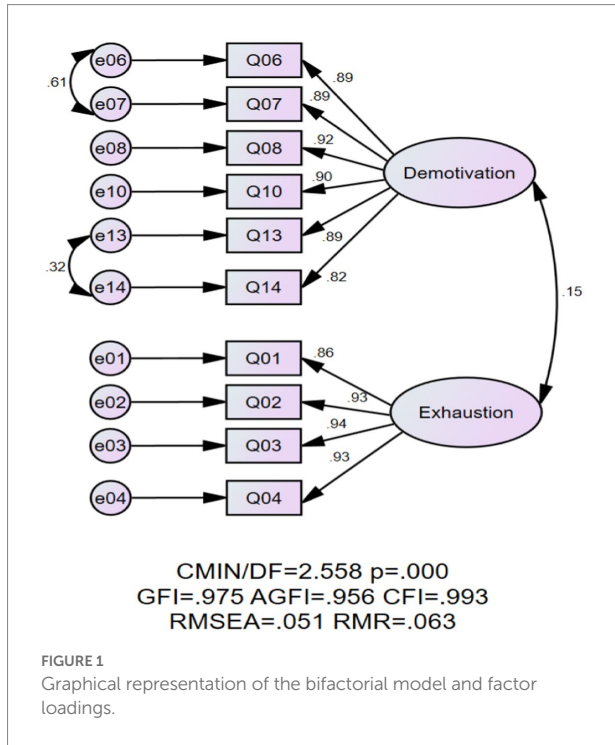 e06 Q06 .89
.61
e07 Q07 .89
e08 Q08 .92
Demotivation
e10 Q10 .90
e13 Q13 .89
.32
e14 Q14 .82
.15
e01 Q01 .86
e02 Q02 .93
Exhaustion
e03 Q03 .94
e04 Q04 .93
CMIN/DF=2.558 p=.000
GFI=.975 AGFI=.956 CFI=.993
RMSEA=.051 RMR=.063
FIGURE 1
Graphical representation of the bifactorial model and factor
loadings.